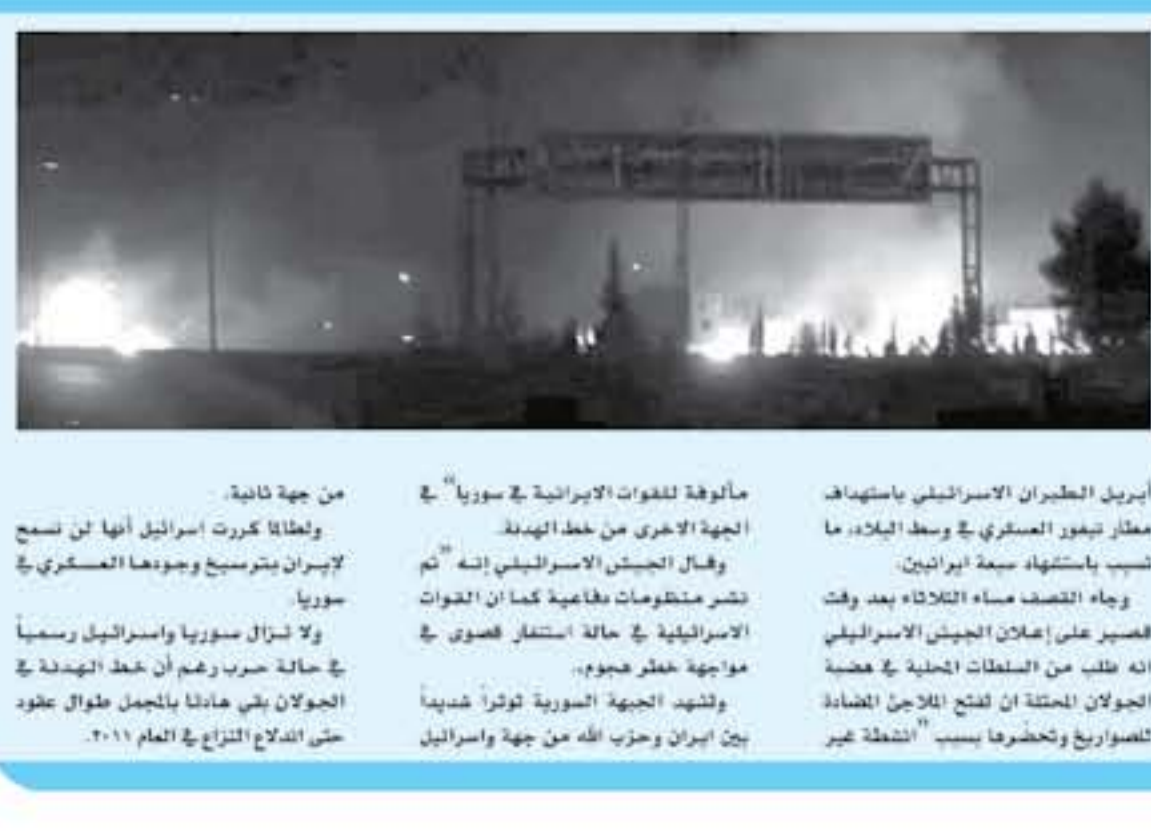 أبريل الطيران الاسرائيلي باستهداف
مطار تيفور العسكري في وسط البلاد، ما
تسبب باستشهاد سبعة ايرانيين.
وجاء القصف مساء الثلاثاء بعد وقت
قصير على إعلان الجيش الاسرائيلي
انه طلب من السلطات المحلية في هضبة
الجولان المحتلة ان تفتح الملاجئ المضادة
للصواريخ وتحضّرها بسبب "انشطة غير
مألوفة للقوات الايرانية في سوريا" في
الجهة الاخرى من خط الهدنة.
وقال الجيش الاسرائيلي إنه "تم
نشر منظومات دفاعية كما ان القوات
الاسرائيلية في حالة استنفار قصوى في
مواجهة خطر هجوم.
وتشهد الجبهة السورية توتراً شديداً
بين ايران وحزب الله من جهة واسرائيل
من جهة ثانية.
ولطالما كررت اسرائيل أنها لن تسمح
لإيران بترسيخ وجودها العسكري في
سوريا.
ولا تزال سوريا واسرائيل رسمياً
في حالة حرب رغم أن خط الهدنة في
الجولان بقي هادئا بالمجمل طوال عقود
حتى اندلاع النزاع في العام ٢٠١١.